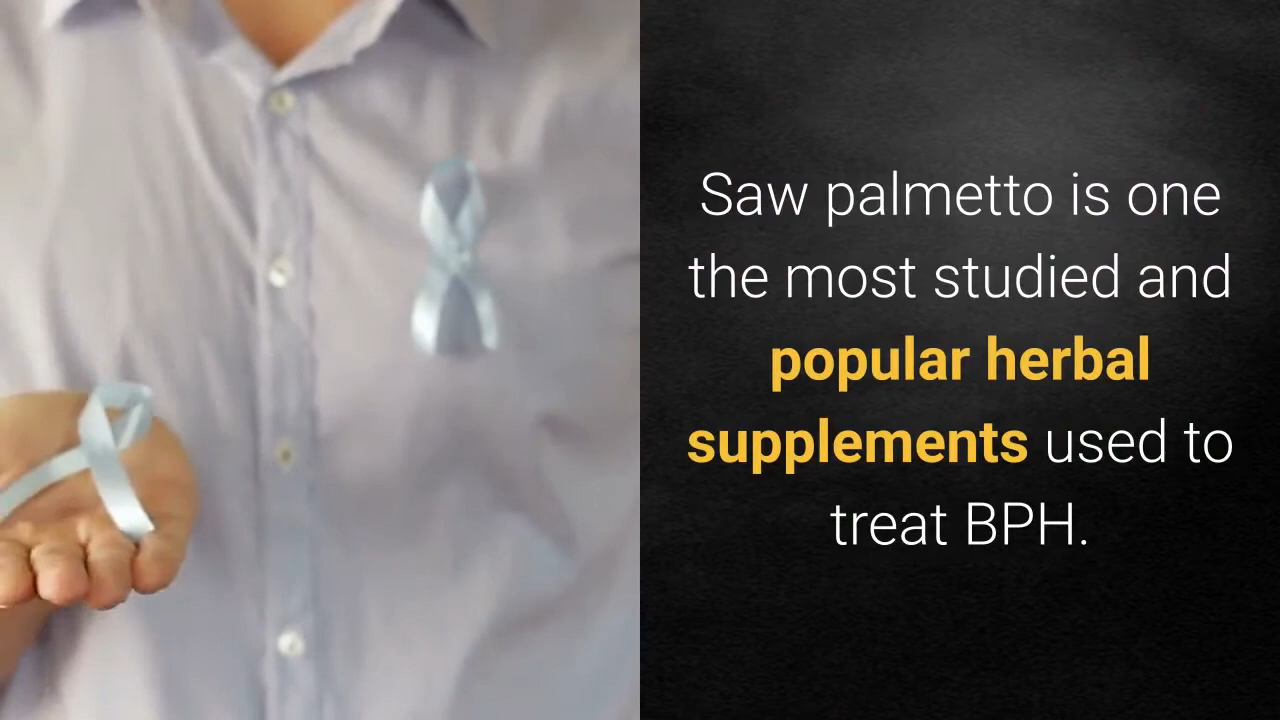 Saw palmetto is one
the most studied and
popular herbal
supplements used to
treat BPH.